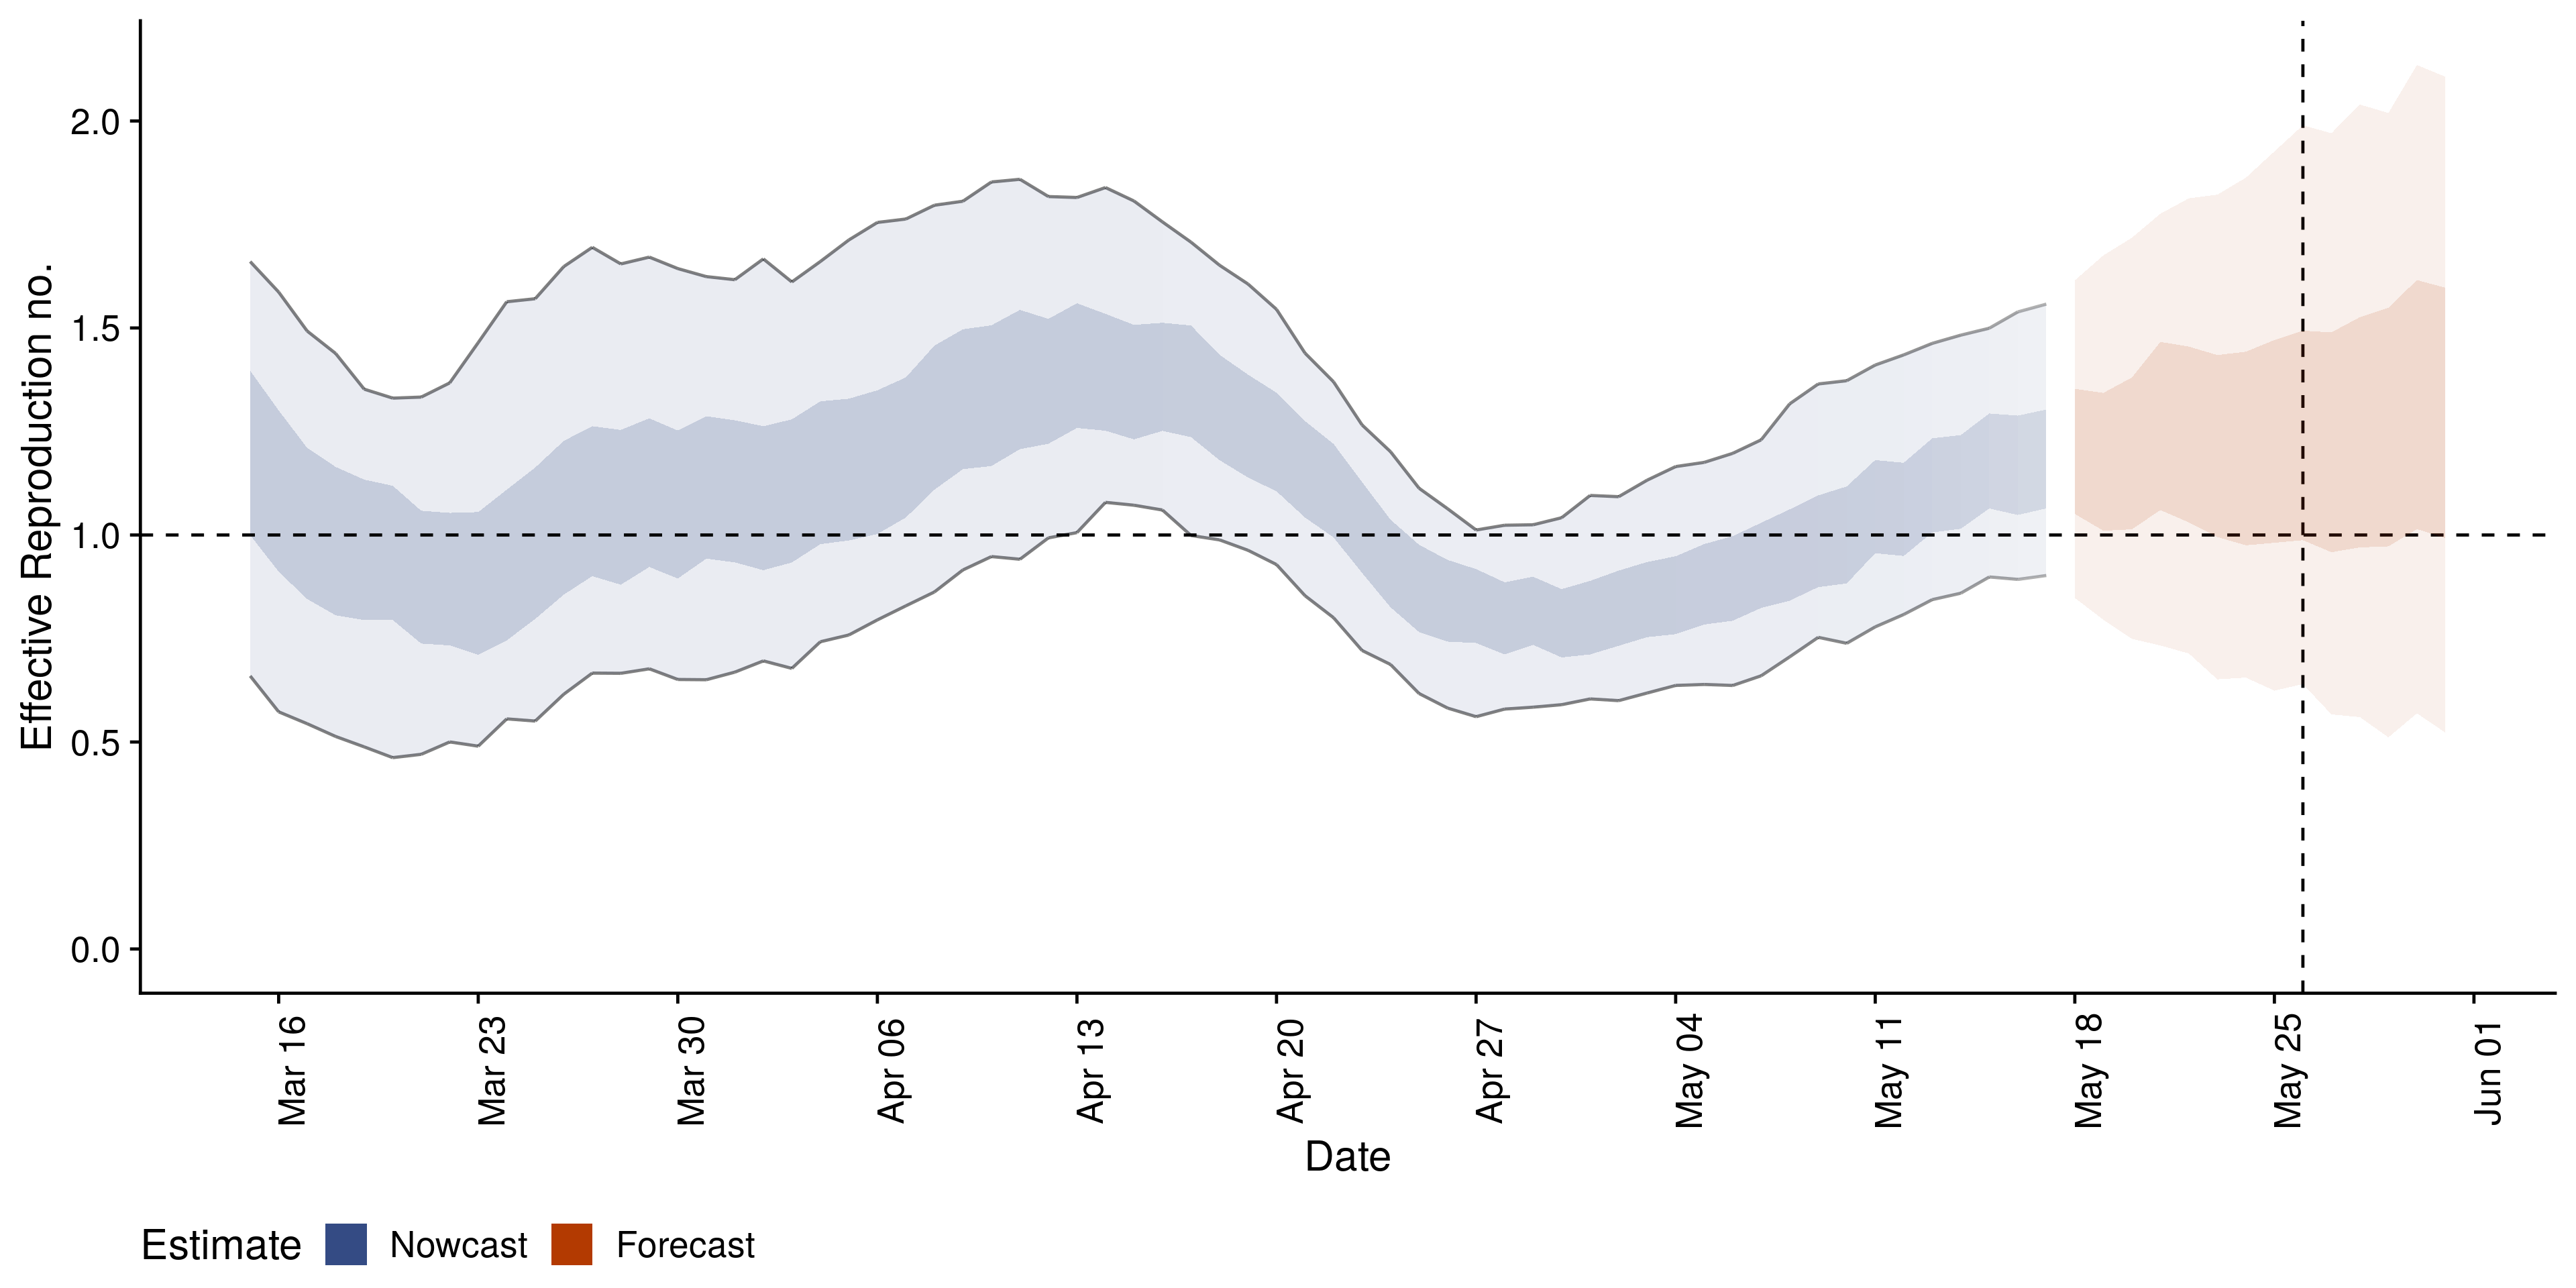 Effective Reproduction no.
2.0
1.5
1.0
0.5
0.0
Mar 16
Mar 23
Mar 30
Apr 06
Apr 13
Apr 20
Apr 27
May 04
May 11
May 18
May 25
Jun 01
Date
Estimate Nowcast Forecast